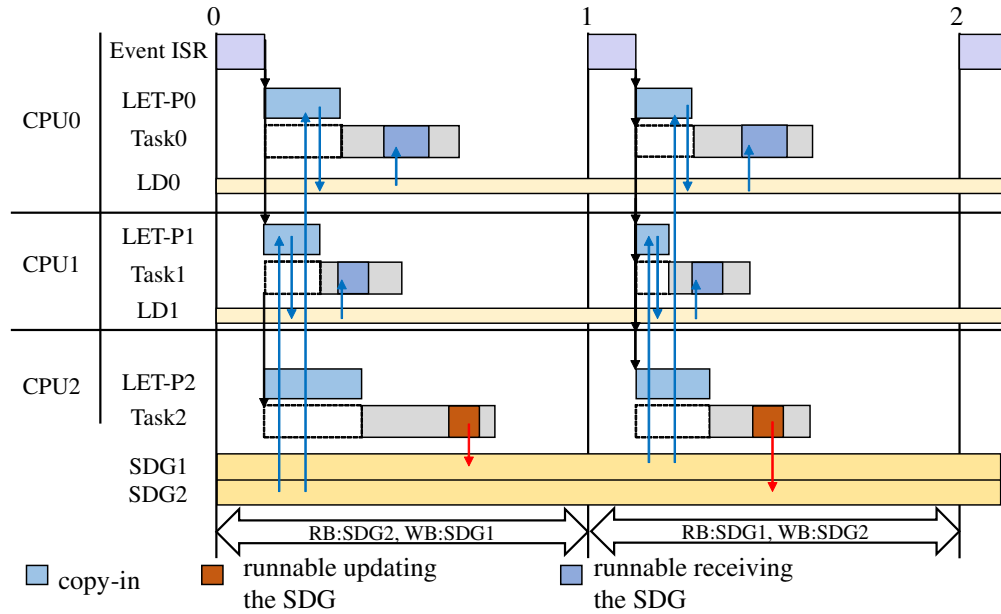 0 1 2
Event ISR
LET-P0
CPU0
Task0
LD0
LET-P1
CPU1
Task1
LD1
LET-P2
CPU2
Task2
SDG1
SDG2
RB:SDG2, WB:SDG1 RB:SDG1, WB:SDG2
copy-in
runnable updating
the SDG
runnable receiving
the SDG